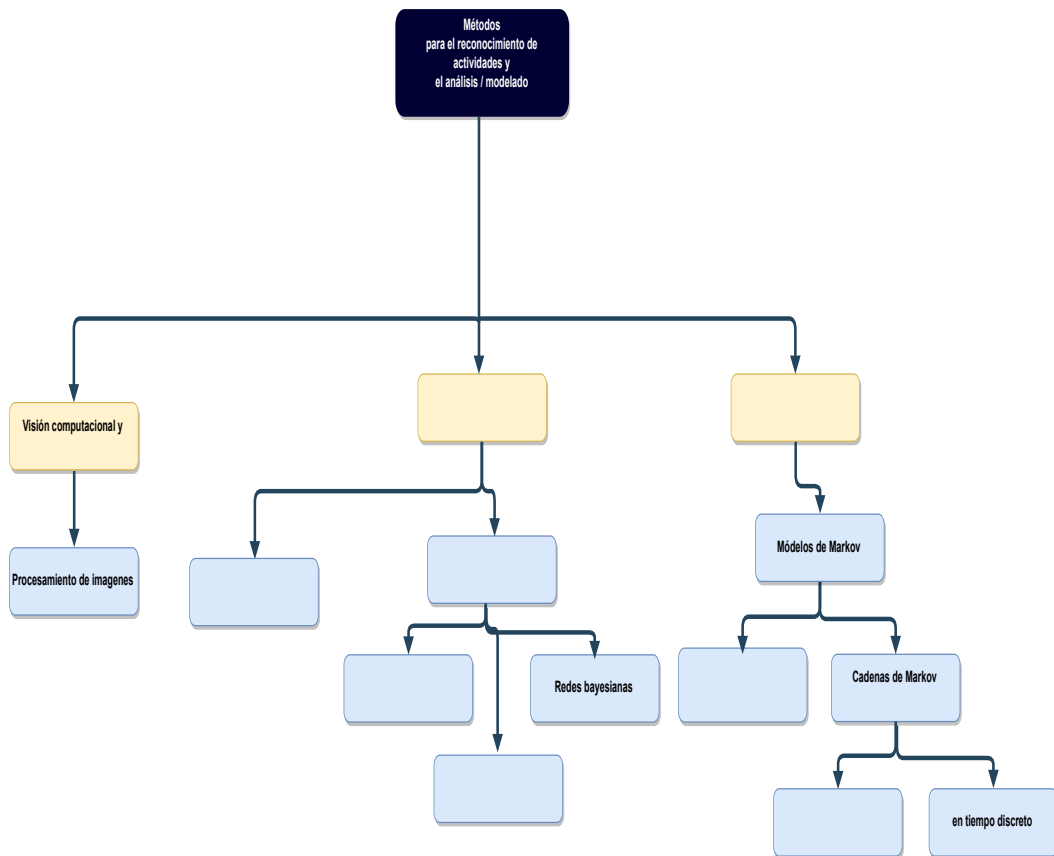 Métodos
para el reconocimiento de
actividades y
el análisis / modelado
Visión computacional y
Procesamiento de imagenes
Módelos de Markov
Redes bayesianas
Cadenas de Markov
en tiempo discreto